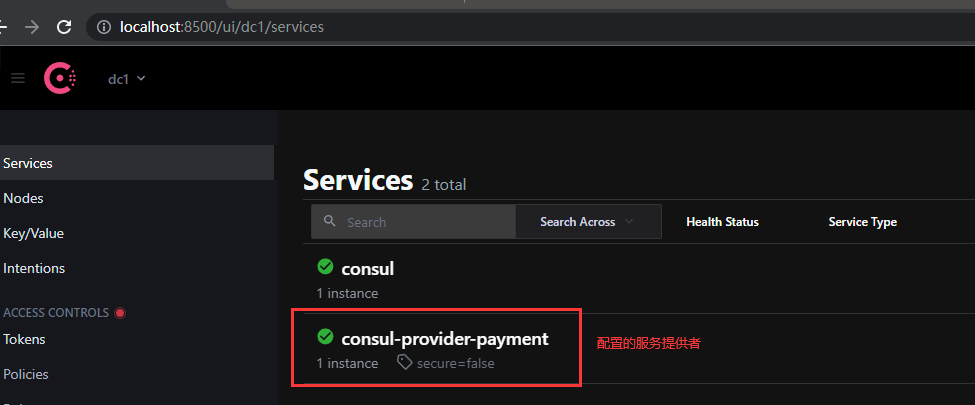 localhost:8500/ui/dc1/services
dc1
Services
Nodes
Key/Value
Intentions
ACCESS CONTROLS
Tokens
Policies
Services 2 total
Search Search Across Health Status Service Type
consul
1 instance
consul-provider-payment
1 instance secure=false
配置的服务提供者